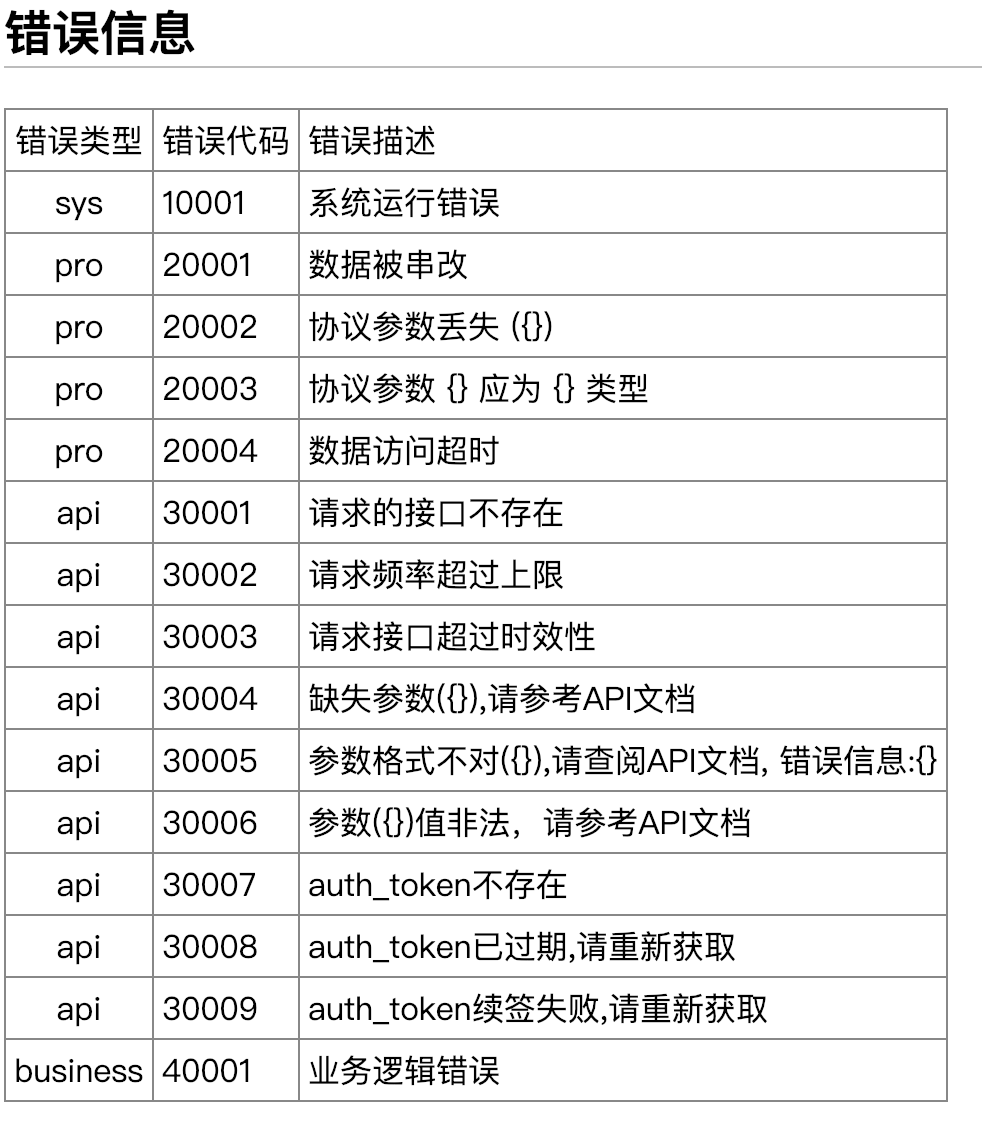 错误信息
错误类型 错误代码 错误描述
sys 10001 系统运行错误
pro 20001 数据被串改
pro 20002 协议参数丢失 ({})
pro 20003 协议参数 {} 应为 {} 类型
pro 20004 数据访问超时
api 30001 请求的接口不存在
api 30002 请求频率超过上限
api 30003 请求接口超过时效性
api 30004 缺失参数({}),请参考API文档
api 30005 参数格式不对({}),请查阅API文档, 错误信息:{}
api 30006 参数({})值非法，请参考API文档
api 30007 auth_token不存在
api 30008 auth_token已过期,请重新获取
api 30009 auth_token续签失败,请重新获取
business 40001 业务逻辑错误